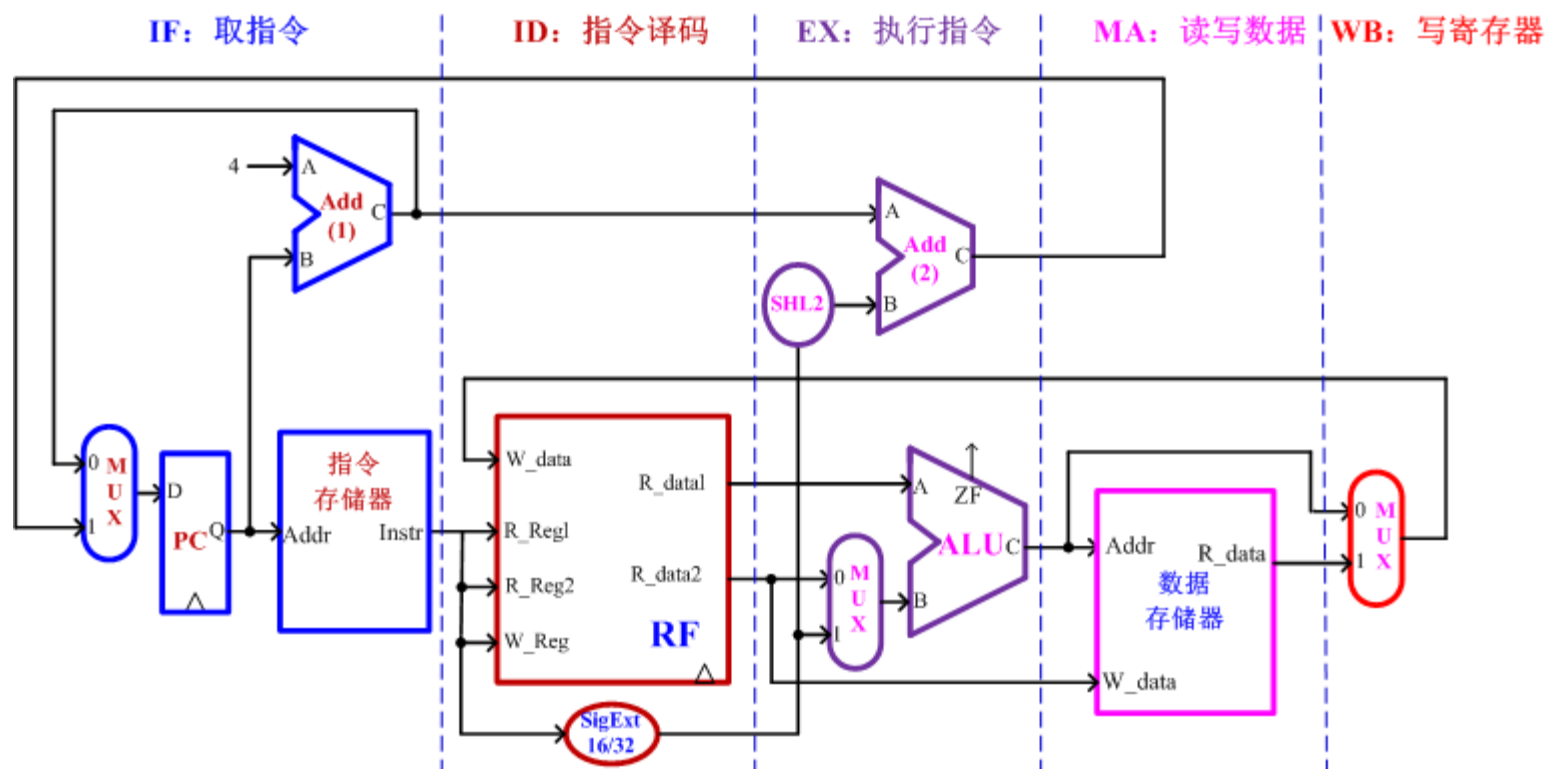 IF：取指令
ID：指令译码
EX：执行指令
MA：读写数据
WB：写寄存器
4
A
Add
(1)
B
C
A
Add
(2)
B
C
SHL2
0
1
MUX
D
PC
Q
指令
存储器
Addr
Instr
W_data
R_Reg1
R_Reg2
W_Reg
R_data1
R_data2
RF
SigExt
16/32
0
1
MUX
A
B
ZF
ALU
C
Addr
R_data
数据
存储器
W_data
0
1
MUX